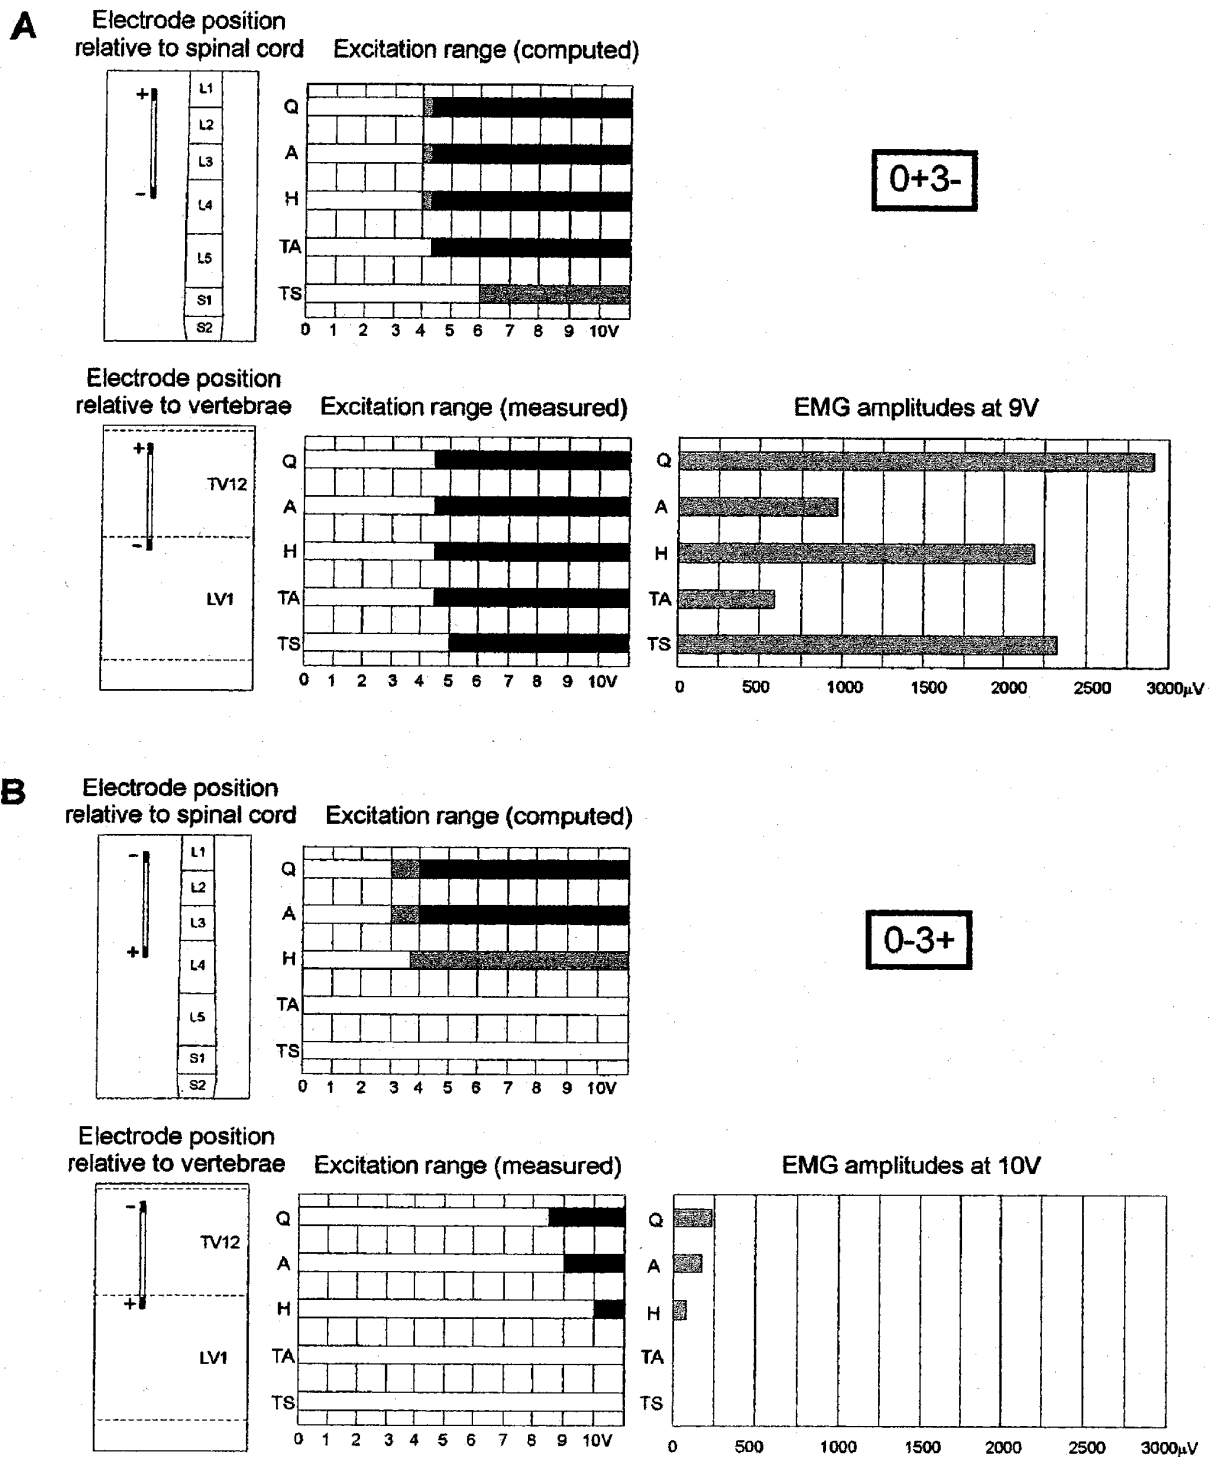 A
Electrode position
relative to spinal cord
Excitation range (computed)
+
-
L1
L2
L3
L4
L5
S1
S2
Q
A
H
TA
TS
0 1 2 3 4 5 6 7 8 9 10V
0+3-
Electrode position
relative to vertebrae
Excitation range (measured)
EMG amplitudes at 9V
+
-
TV12
LV1
Q
A
H
TA
TS
0 1 2 3 4 5 6 7 8 9 10V
Q
A
H
TA
TS
0 500 1000 1500 2000 2500 3000µV
B
Electrode position
relative to spinal cord
Excitation range (computed)
-
+
L1
L2
L3
L4
L5
S1
S2
Q
A
H
TA
TS
0 1 2 3 4 5 6 7 8 9 10V
0-3+
Electrode position
relative to vertebrae
Excitation range (measured)
EMG amplitudes at 10V
-
+
TV12
LV1
Q
A
H
TA
TS
0 1 2 3 4 5 6 7 8 9 10V
Q
A
H
TA
TS
0 500 1000 1500 2000 2500 3000µV